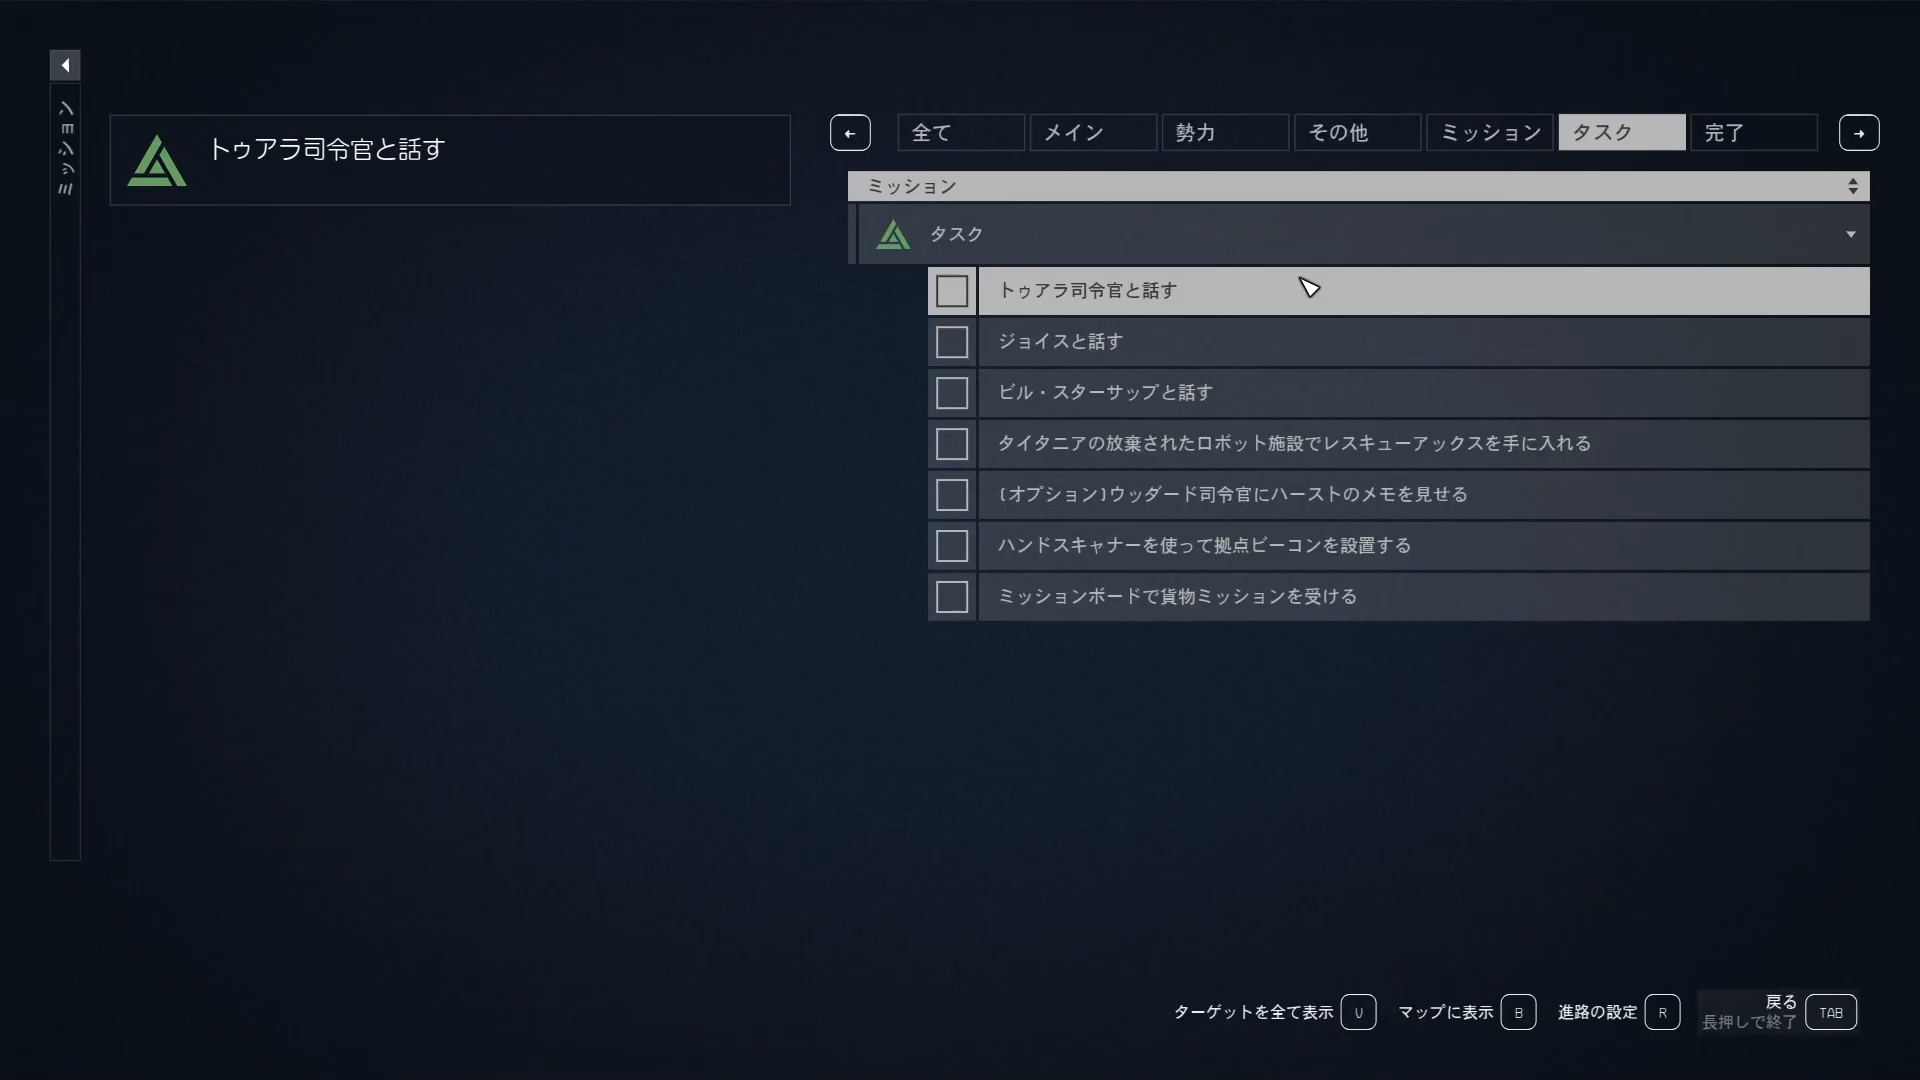 ミッション
トゥアラ司令官と話す
全て
メイン
勢力
その他
ミッション
タスク
完了
ミッション
タスク
トゥアラ司令官と話す
ジョイスと話す
ビル・スターサップと話す
タイタニアの放棄されたロボット施設でレスキューアックスを手に入れる
[オプション]ウッダード司令官にハーストのメモを見せる
ハンドスキャナーを使って拠点ビーコンを設置する
ミッションボードで貨物ミッションを受ける
ターゲットを全て表示 V
マップに表示 B
進路の設定 R
戻る
長押しで終了
TAB